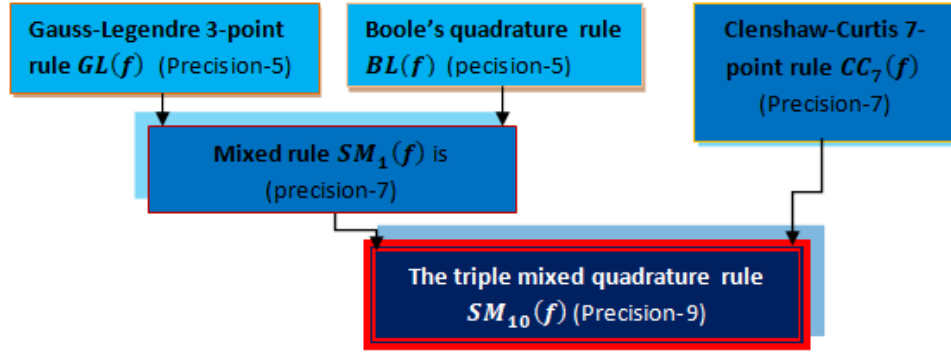 Gauss-Legendre 3-point
rule GL(f) (Precision-5)
Boole's quadrature rule
BL(f) (pecision-5)
Clenshaw-Curtis 7-
point rule CC₇(f)
(Precision-7)
Mixed rule SM₁(f) is
(precision-7)
The triple mixed quadrature rule
SM₁₀(f) (Precision-9)